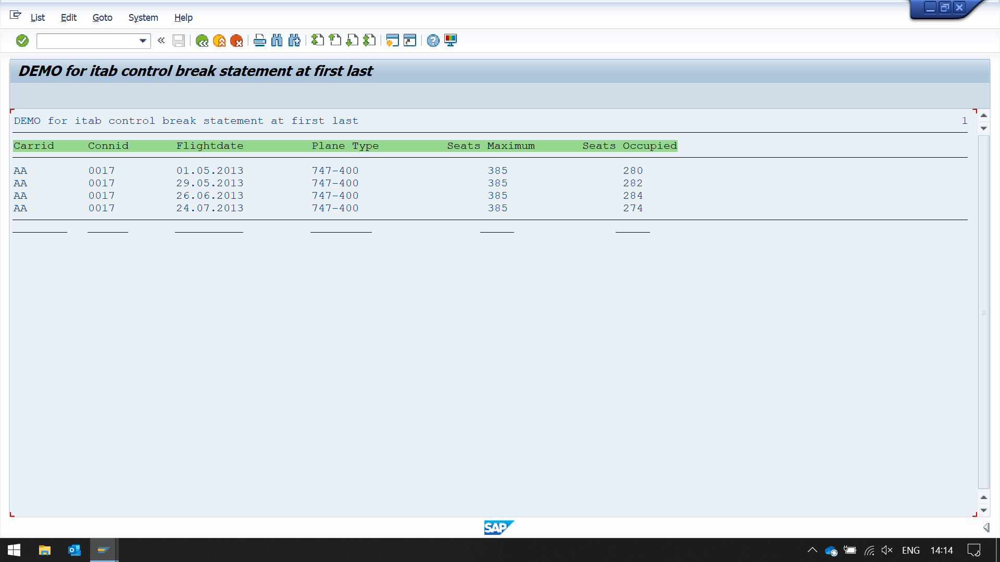 List Edit Goto System Help
DEMO for itab control break statement at first last
DEMO for itab control break statement at first last 1
Carrid Connid Flightdate Plane Type Seats Maximum Seats Occupied
AA 0017 01.05.2013 747-400 385 280
AA 0017 29.05.2013 747-400 385 282
AA 0017 26.06.2013 747-400 385 284
AA 0017 24.07.2013 747-400 385 274
SAP
ENG 14:14